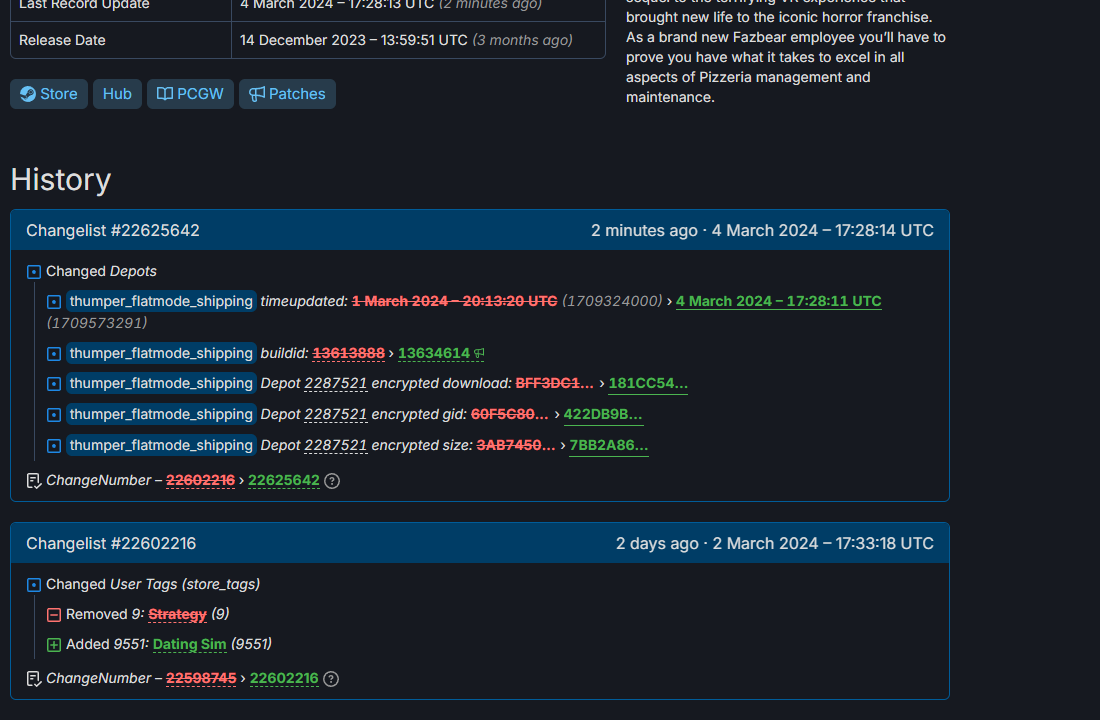 Last Record Update 4 March 2024 – 17:28:13 UTC (2 minutes ago)
Release Date 14 December 2023 – 13:59:51 UTC (3 months ago)
sequel to the terrifying VR experience that
brought new life to the iconic horror franchise.
As a brand new Fazbear employee you'll have to
prove you have what it takes to excel in all
aspects of Pizzeria management and
maintenance.
Store Hub PCGW Patches
History
Changelist #22625642 2 minutes ago · 4 March 2024 – 17:28:14 UTC
Changed Depots
thumper_flatmode_shipping timeupdated: 1 March 2024 – 20:13:20 UTC (1709324000) › 4 March 2024 – 17:28:11 UTC
(1709573291)
thumper_flatmode_shipping buildid: 13613888 › 13634614
thumper_flatmode_shipping Depot 2287521 encrypted download: BFF3DC1... › 181CC54...
thumper_flatmode_shipping Depot 2287521 encrypted gid: 60F5C80... › 422DB9B...
thumper_flatmode_shipping Depot 2287521 encrypted size: 3AB7450... › 7BB2A86...
ChangeNumber – 22602216 › 22625642 ?
Changelist #22602216 2 days ago · 2 March 2024 – 17:33:18 UTC
Changed User Tags (store_tags)
Removed 9: Strategy (9)
Added 9551: Dating Sim (9551)
ChangeNumber – 22598745 › 22602216 ?